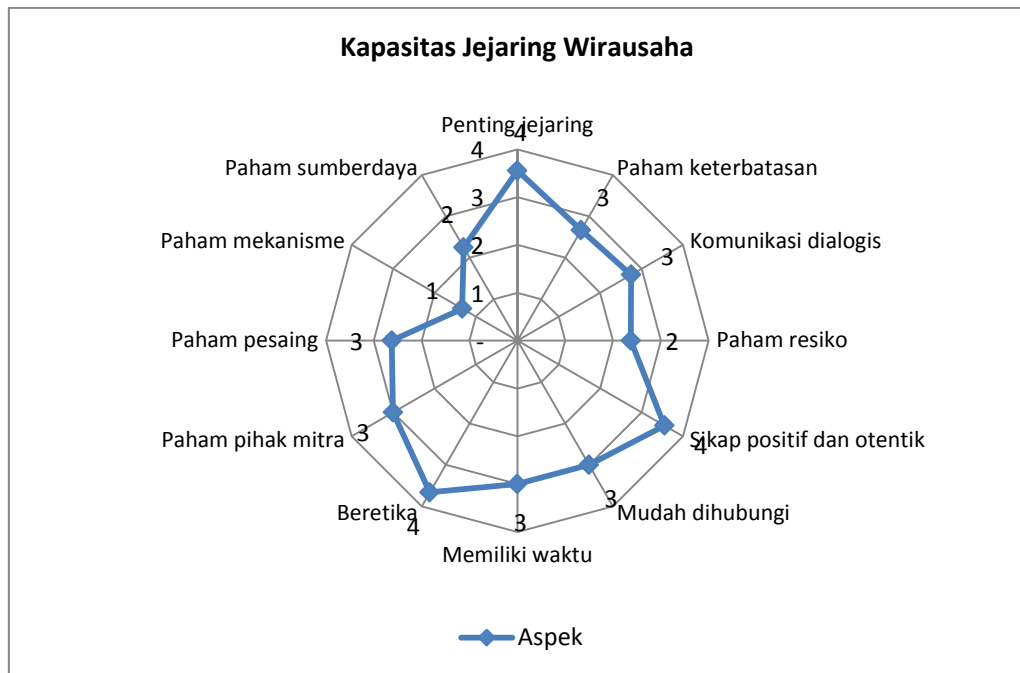 Kapasitas Jejaring Wirausaha
Penting jejaring
4
4
Paham sumberdaya
Paham keterbatasan
3
3
2
Paham mekanisme
2
Komunikasi dialogis
3
1
1
Paham pesaing
3
-
2
Paham resiko
Paham pihak mitra
3
Sikap positif dan otentik
4
Beretika
4
3
3
Mudah dihubungi
Memiliki waktu
Aspek